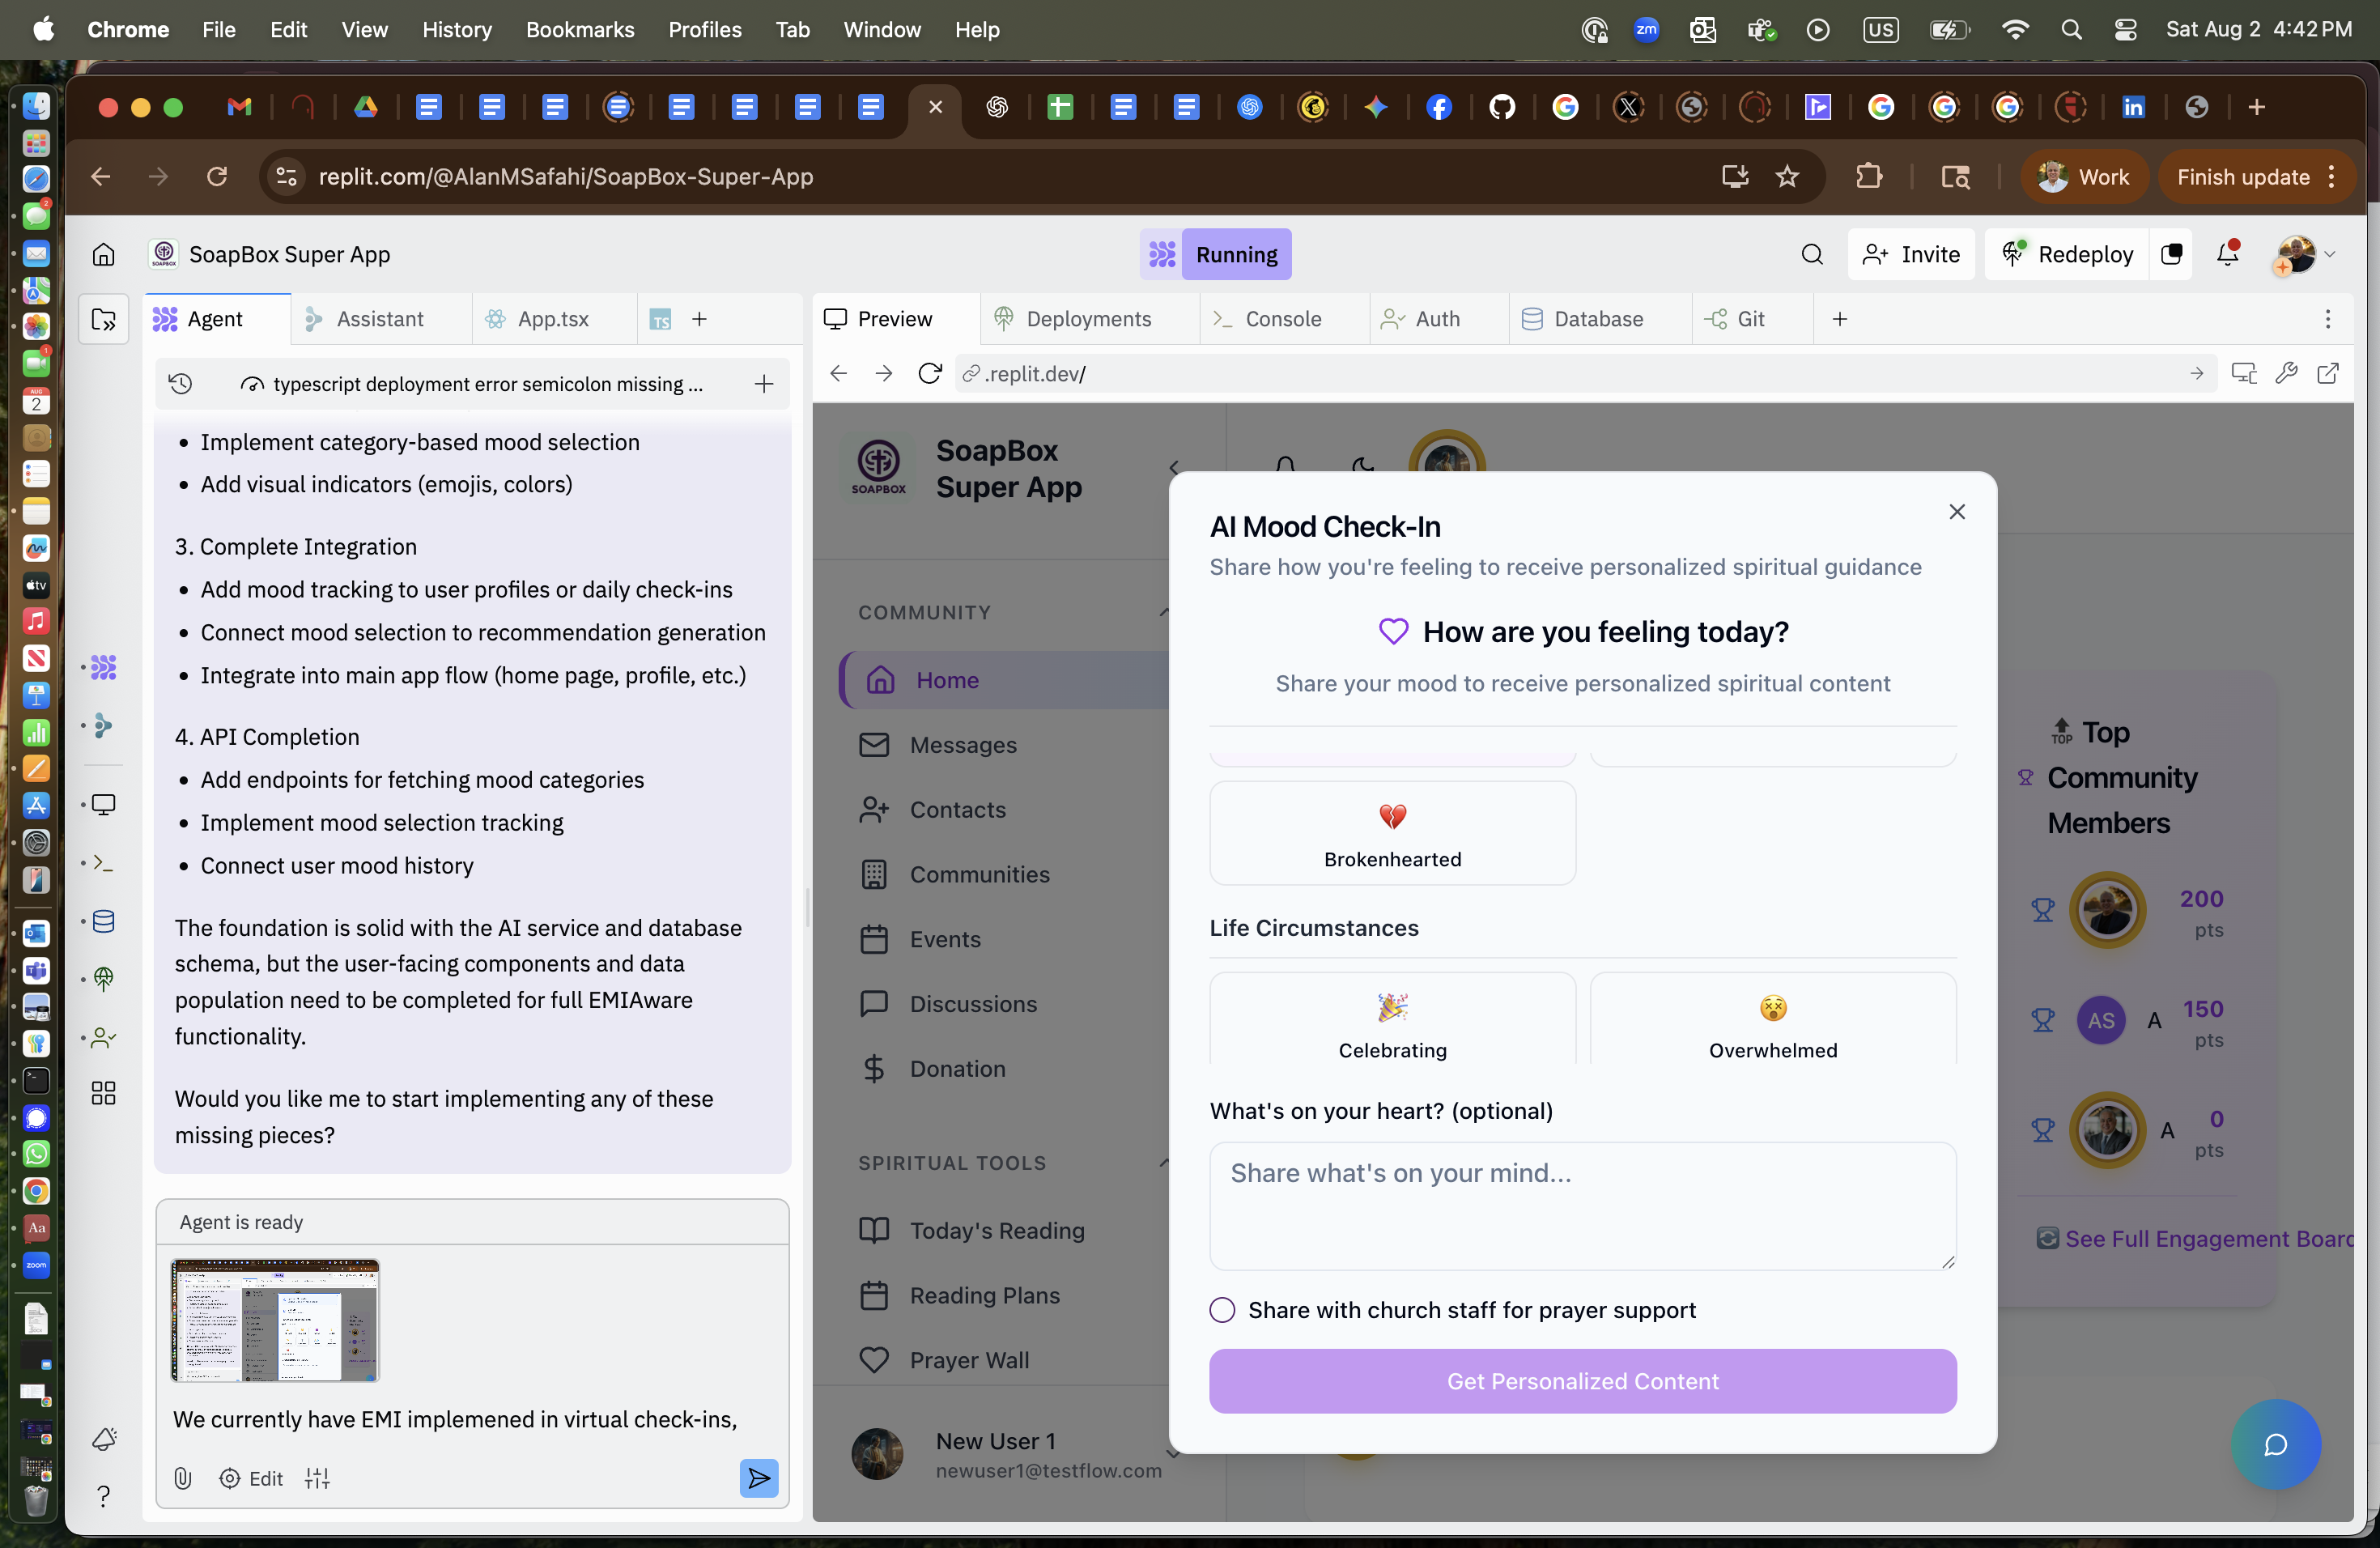 Chrome File Edit View History Bookmarks Profiles Tab Window Help
zm
US
Sat Aug 2 4:42 PM
replit.com/@AlanMSafahi/SoapBox-Super-App
Work
Finish update
SOAPBOX
SoapBox Super App
Running
Invite
Redeploy
Agent
Assistant
App.tsx
TS
Preview
Deployments
Console
Auth
Database
Git
typescript deployment error semicolon missing ...
.replit.dev/
• Implement category-based mood selection
• Add visual indicators (emojis, colors)
3. Complete Integration
• Add mood tracking to user profiles or daily check-ins
• Connect mood selection to recommendation generation
• Integrate into main app flow (home page, profile, etc.)
4. API Completion
• Add endpoints for fetching mood categories
• Implement mood selection tracking
• Connect user mood history
The foundation is solid with the AI service and database
schema, but the user-facing components and data
population need to be completed for full EMIAware
functionality.
Would you like me to start implementing any of these
missing pieces?
Agent is ready
We currently have EMI implemened in virtual check-ins,
Edit
SOAPBOX
SoapBox
Super App
COMMUNITY
Home
Messages
Contacts
Communities
Events
Discussions
Donation
SPIRITUAL TOOLS
Today's Reading
Reading Plans
Prayer Wall
New User 1
newuser1@testflow.com
AI Mood Check-In
Share how you're feeling to receive personalized spiritual guidance
How are you feeling today?
Share your mood to receive personalized spiritual content
Brokenhearted
Life Circumstances
Celebrating
Overwhelmed
What's on your heart? (optional)
Share what's on your mind...
Share with church staff for prayer support
Get Personalized Content
TOP
Top
Community
Members
200
pts
AS
A
150
pts
A
0
pts
See Full Engagement Board
AUG
2
2
1
tv
Aa
zoom
in
?